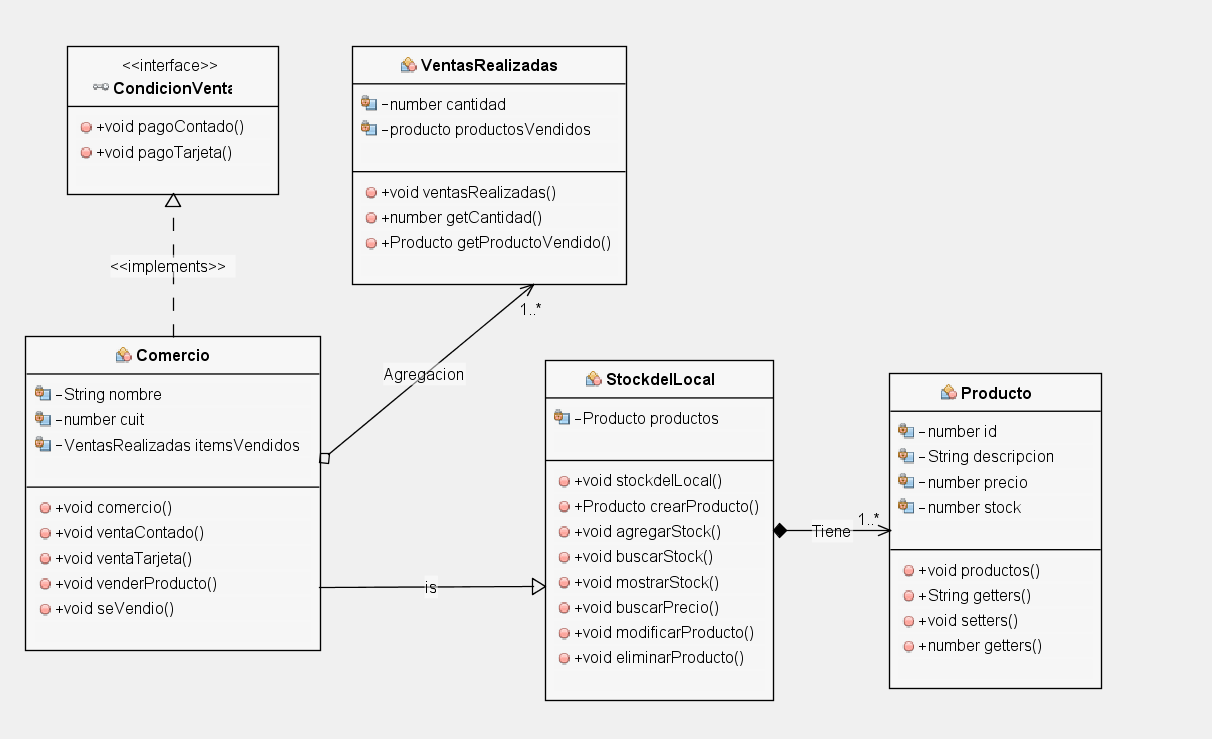 <<interface>>
CondicionVenta
+void pagoContado()
+void pagoTarjeta()
VentasRealizadas
-number cantidad
-producto productosVendidos
+void ventasRealizadas()
+number getCantidad()
+Producto getProductoVendido()
<<implements>>
1..*
Agregacion
Comercio
-String nombre
-number cuit
-VentasRealizadas itemsVendidos
+void comercio()
+void ventaContado()
+void ventaTarjeta()
+void venderProducto()
+void seVendio()
is
StockdelLocal
-Producto productos
+void stockdelLocal()
+Producto crearProducto()
+void agregarStock()
+void buscarStock()
+void mostrarStock()
+void buscarPrecio()
+void modificarProducto()
+void eliminarProducto()
Tiene
1..*
Producto
-number id
-String descripcion
-number precio
-number stock
+void productos()
+String getters()
+void setters()
+number getters()